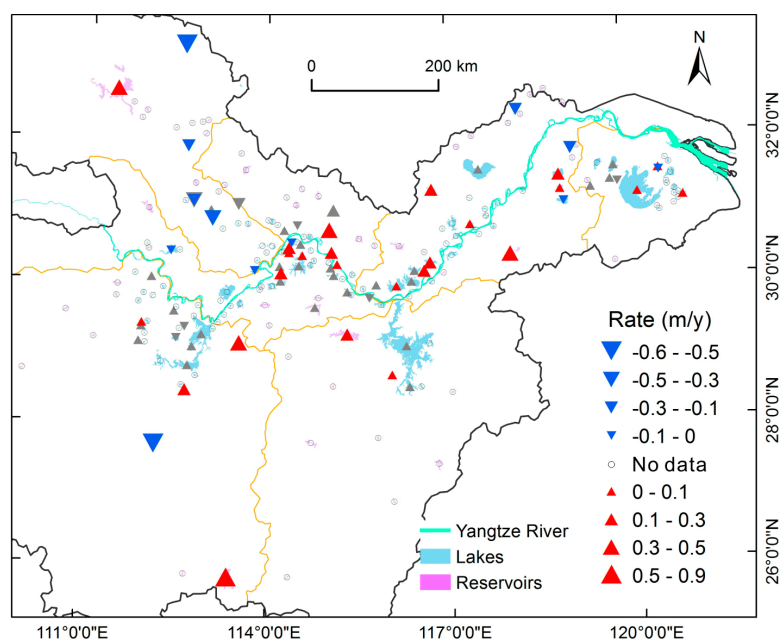 N
0 200 km
32°0'0"N
30°0'0"N
28°0'0"N
26°0'0"N
Rate (m/y)
-0.6 - -0.5
-0.5 - -0.3
-0.3 - -0.1
-0.1 - 0
No data
0 - 0.1
0.1 - 0.3
0.3 - 0.5
0.5 - 0.9
Yangtze River
Lakes
Reservoirs
111°0'0"E 114°0'0"E 117°0'0"E 120°0'0"E